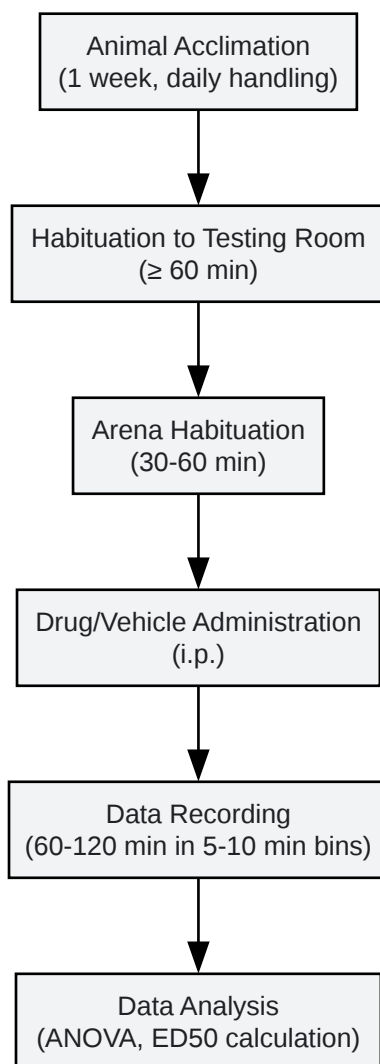 Animal Acclimation
(1 week, daily handling)
Habituation to Testing Room
(≥ 60 min)
Arena Habituation
(30-60 min)
Drug/Vehicle Administration
(i.p.)
Data Recording
(60-120 min in 5-10 min bins)
Data Analysis
(ANOVA, ED50 calculation)